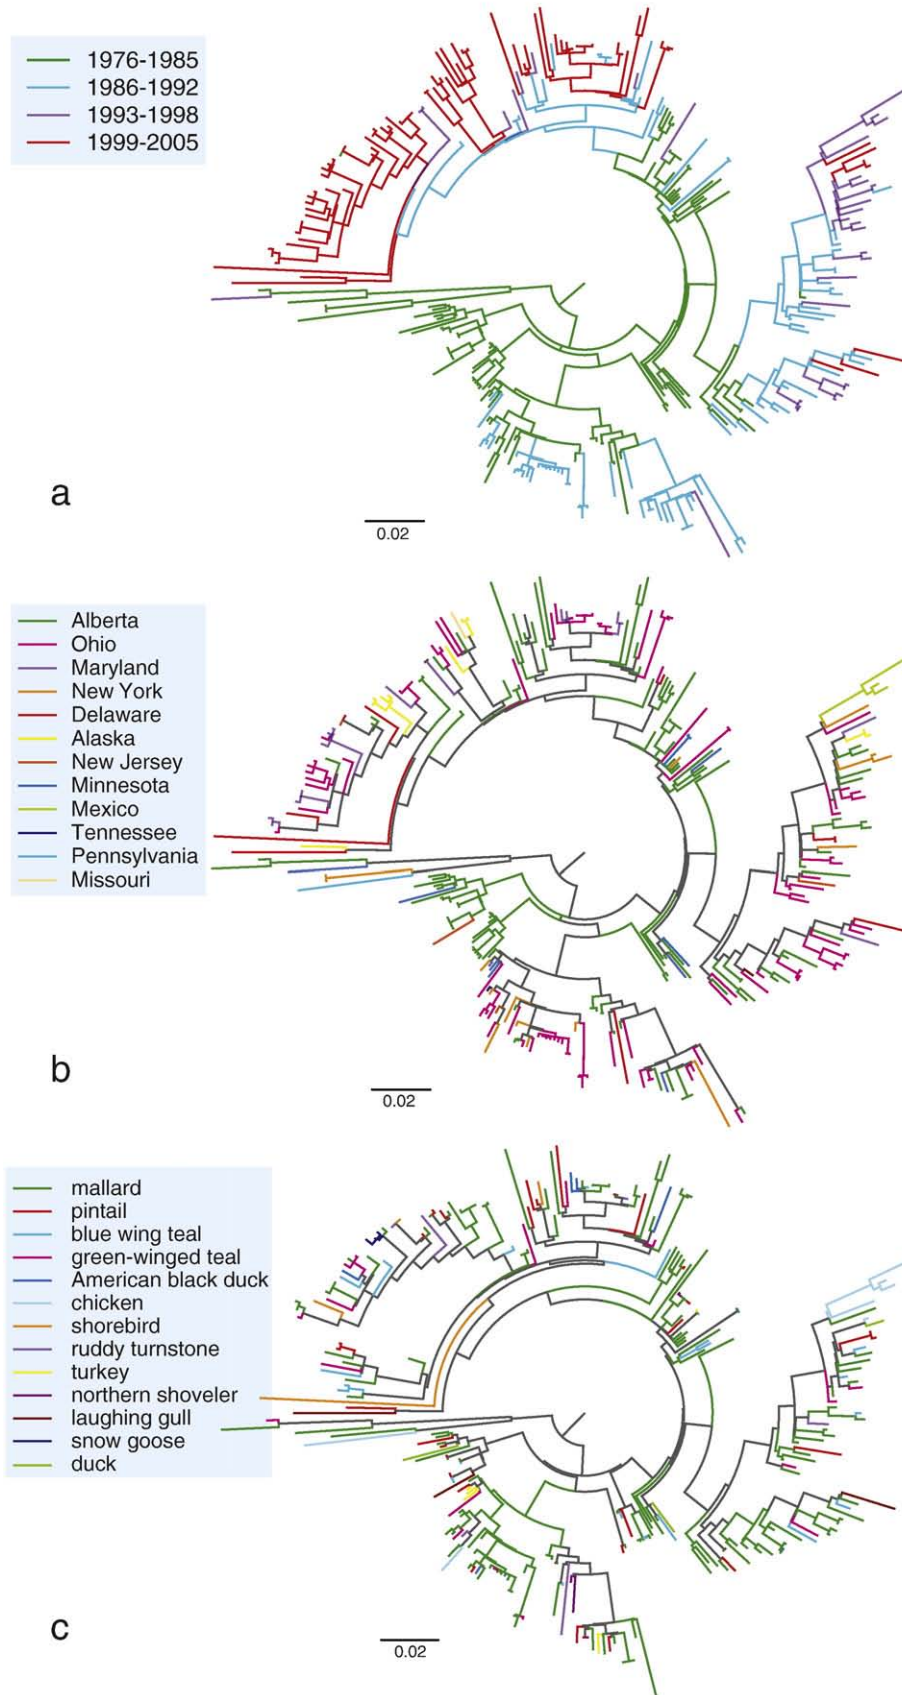 1976-1985
1986-1992
1993-1998
1999-2005
a
0.02
Alberta
Ohio
Maryland
New York
Delaware
Alaska
New Jersey
Minnesota
Mexico
Tennessee
Pennsylvania
Missouri
b
0.02
mallard
pintail
blue wing teal
green-winged teal
American black duck
chicken
shorebird
ruddy turnstone
turkey
northern shoveler
laughing gull
snow goose
duck
c
0.02